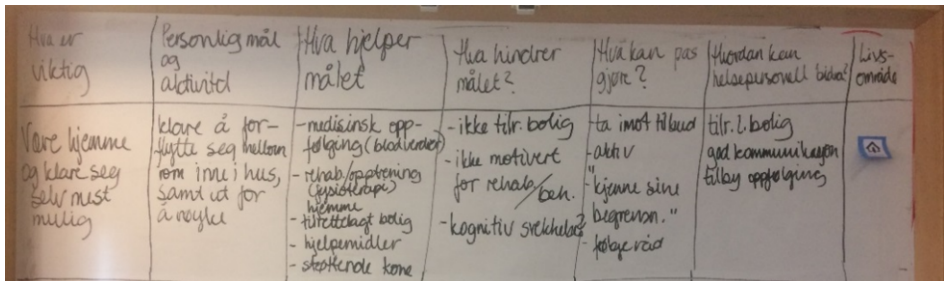 Hva er
viktig
Personlig mål
og
aktivitet
Hva hjelper
målet
Hva hindrer
målet?
Hva kan pas
gjøre?
Hvordan kan
helsepersonell bidra?
Livs-
område
Være hjemme
og klare seg
selv mest
mulig
klare å for-
flytte seg mellom
rom inne i hus,
samt ut for
å røyke
- medisinsk opp-
følging (blodverdier)
- rehab/opptrening
(fysioterapi)
hjemme
- tilrettelagt bolig
- hjelpemidler
- støttende kone
- ikke tilr. bolig
- ikke motivert
for rehab/beh.
- kognitiv svekkelse?
- ta imot tilbud
- aktiv
- "kjenne sine
begrensn."
- følge råd
tilr. l. bolig
god kommunikasjon
tilby oppfølging